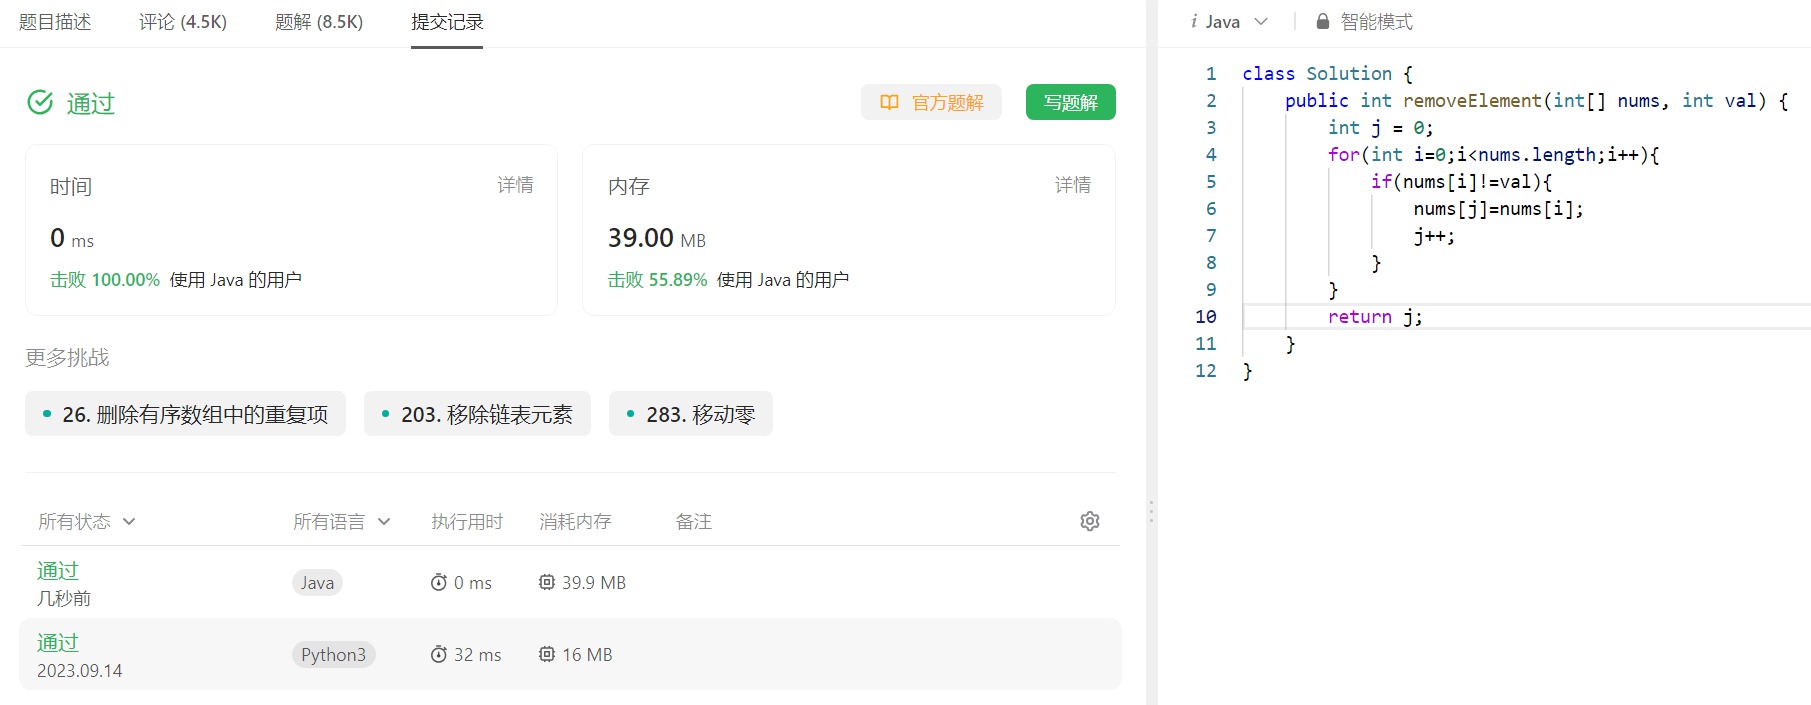 题目描述 评论 (4.5K) 题解 (8.5K) 提交记录
通过 官方题解 写题解
时间 详情 内存 详情
0 ms 39.00 MB
击败 100.00% 使用 Java 的用户 击败 55.89% 使用 Java 的用户
更多挑战
26. 删除有序数组中的重复项 203. 移除链表元素 283. 移动零
所有状态 所有语言 执行用时 消耗内存 备注
通过
几秒前 Java 0 ms 39.9 MB
通过
2023.09.14 Python3 32 ms 16 MB
i Java 智能模式
1 class Solution {
2 public int removeElement(int[] nums, int val) {
3 int j = 0;
4 for(int i=0;i<nums.length;i++){
5 if(nums[i]!=val){
6 nums[j]=nums[i];
7 j++;
8 }
9 }
10 return j;
11 }
12 }